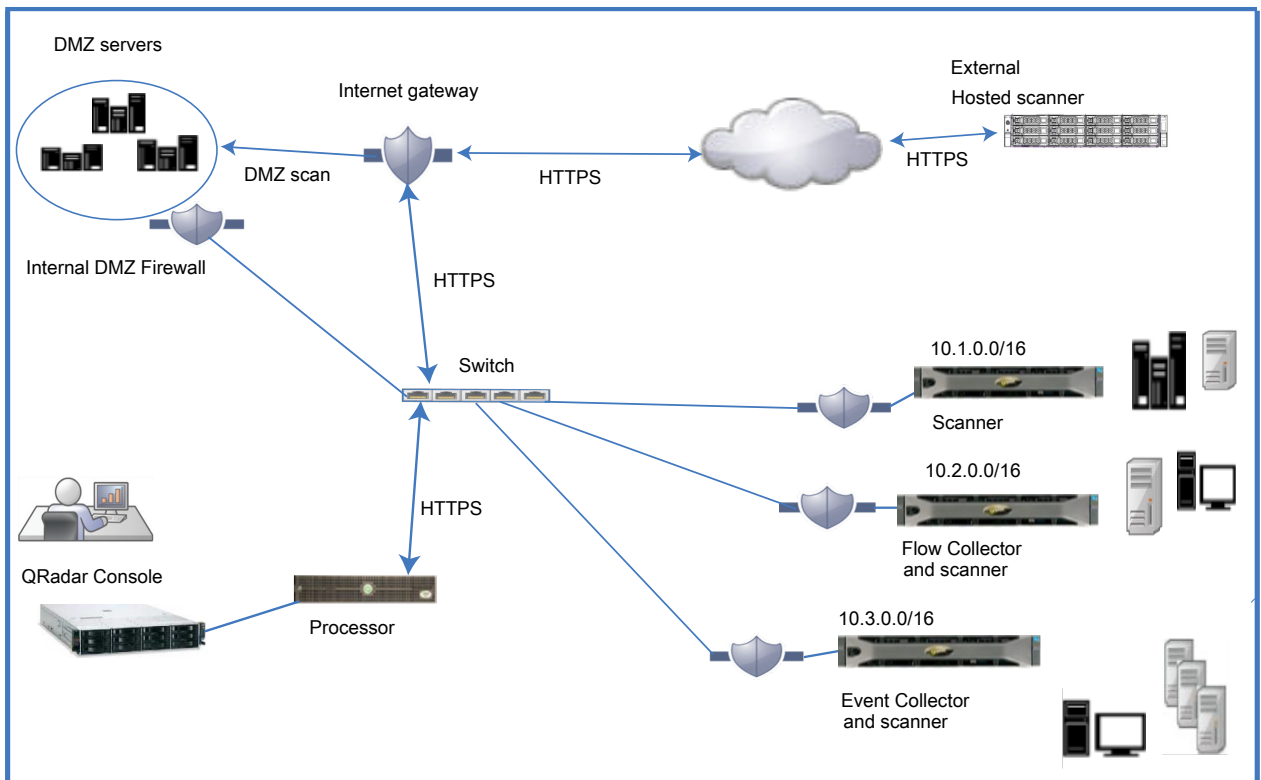 DMZ servers
Internet gateway
External
Hosted scanner
DMZ scan
HTTPS
HTTPS
Internal DMZ Firewall
HTTPS
Switch
10.1.0.0/16
Scanner
10.2.0.0/16
HTTPS
Flow Collector
and scanner
QRadar Console
Processor
10.3.0.0/16
Event Collector
and scanner